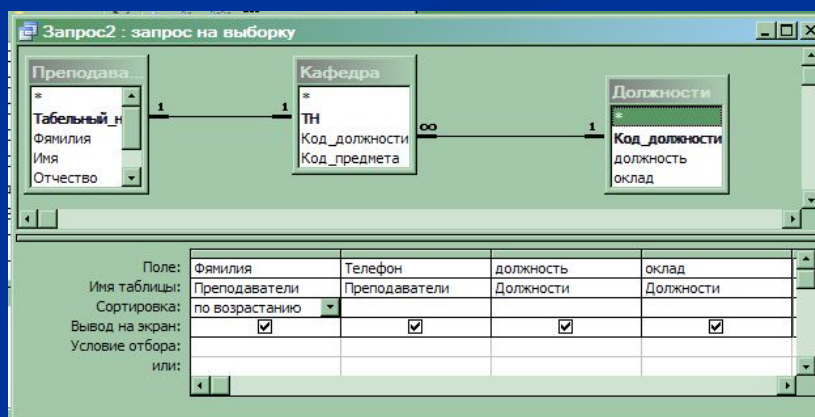 Запрос2 : запрос на выборку
Преподава...
*
Табельный_н
Фямилия
Имя
Отчество
1
1
Кафедра
*
ТН
Код_должности
Код_предмета
∞
1
Должности
*
Код_должности
должность
оклад
Поле: Фямилия Телефон должность оклад
Имя таблицы: Преподаватели Преподаватели Должности Должности
Сортировка: по возрастанию
Вывод на экран:
Условие отбора:
или: